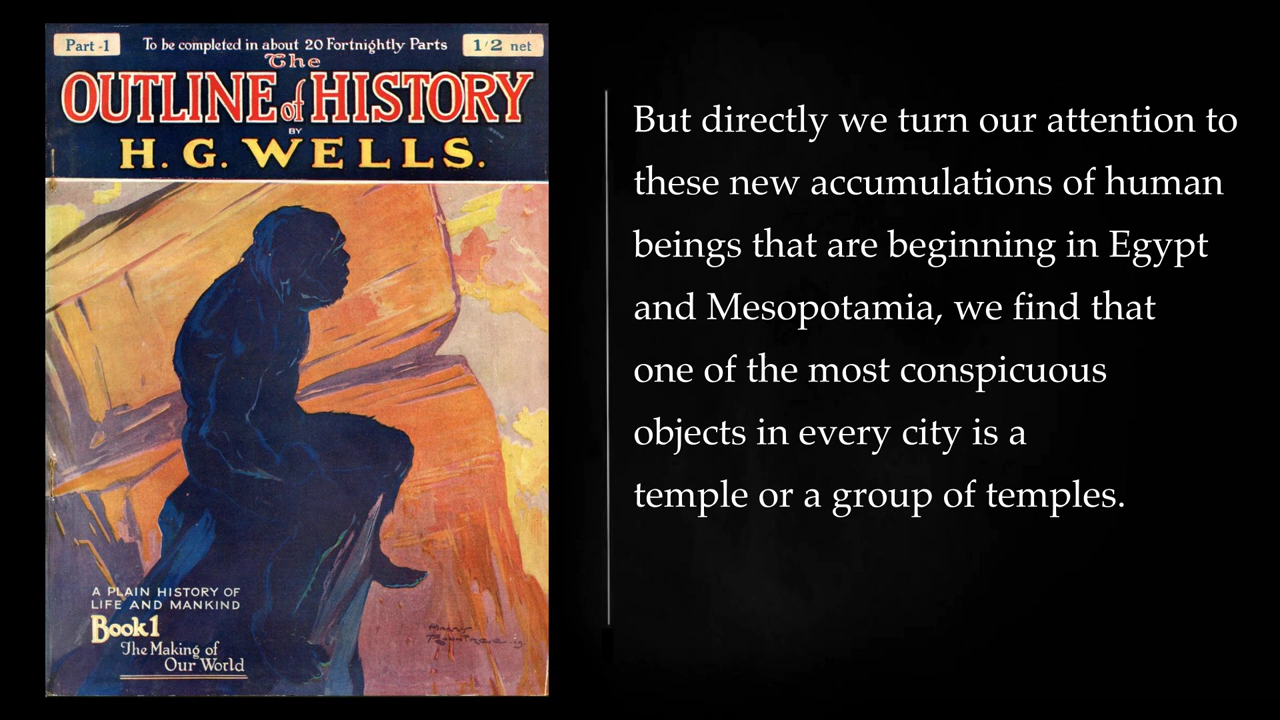 Part -1
To be completed in about 20 Fortnightly Parts
1/2 net
The
OUTLINE of HISTORY
BY
H. G. WELLS.
A PLAIN HISTORY OF
LIFE AND MANKIND
Book 1
The Making of
Our World
But directly we turn our attention to
these new accumulations of human
beings that are beginning in Egypt
and Mesopotamia, we find that
one of the most conspicuous
objects in every city is a
temple or a group of temples.